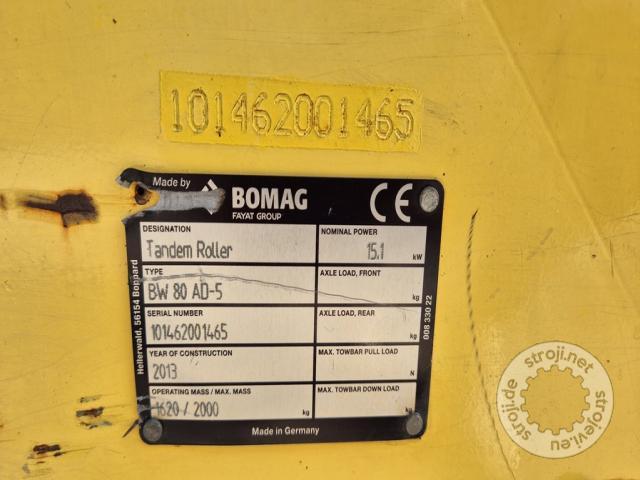 101462001465
Made by BOMAG
FAYAT GROUP
CE
DESIGNATION
Tandem Roller
NOMINAL POWER
15.1 kW
TYPE
BW 80 AD-5
AXLE LOAD, FRONT
kg
SERIAL NUMBER
101462001465
AXLE LOAD, REAR
kg
YEAR OF CONSTRUCTION
2013
MAX. TOWBAR PULL LOAD
N
OPERATING MASS / MAX. MASS
1620 / 2000 kg
MAX. TOWBAR DOWN LOAD
kg
Made in Germany
Hellerwald, 56154 Boppard
008 330 22
stroji.net
stroji.de
strojevi.eu